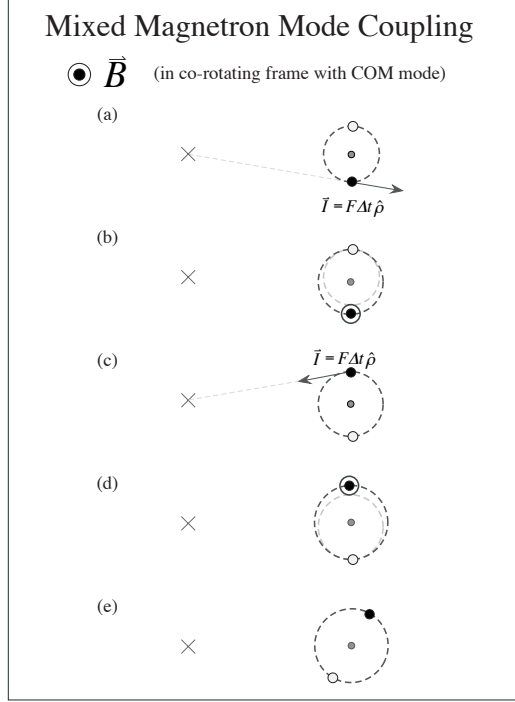 Mixed Magnetron Mode Coupling
B⃗ (in co-rotating frame with COM mode)
(a)
I⃗ = FΔt ρ̂
(b)
(c)
I⃗ = FΔt ρ̂
(d)
(e)